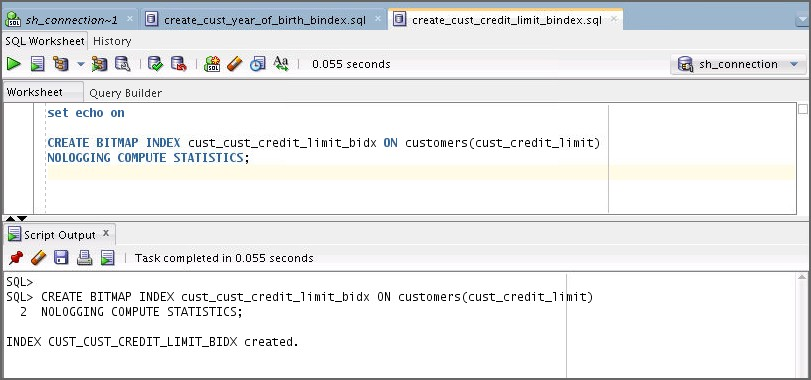 sh_connection~1 create_cust_year_of_birth_bindex.sql create_cust_credit_limit_bindex.sql
SQL Worksheet History
0.055 seconds sh_connection
Worksheet Query Builder
set echo on
CREATE BITMAP INDEX cust_cust_credit_limit_bidx ON customers(cust_credit_limit)
NOLOGGING COMPUTE STATISTICS;
Script Output x
Task completed in 0.055 seconds
SQL>
SQL> CREATE BITMAP INDEX cust_cust_credit_limit_bidx ON customers(cust_credit_limit)
2 NOLOGGING COMPUTE STATISTICS;
INDEX CUST_CUST_CREDIT_LIMIT_BIDX created.